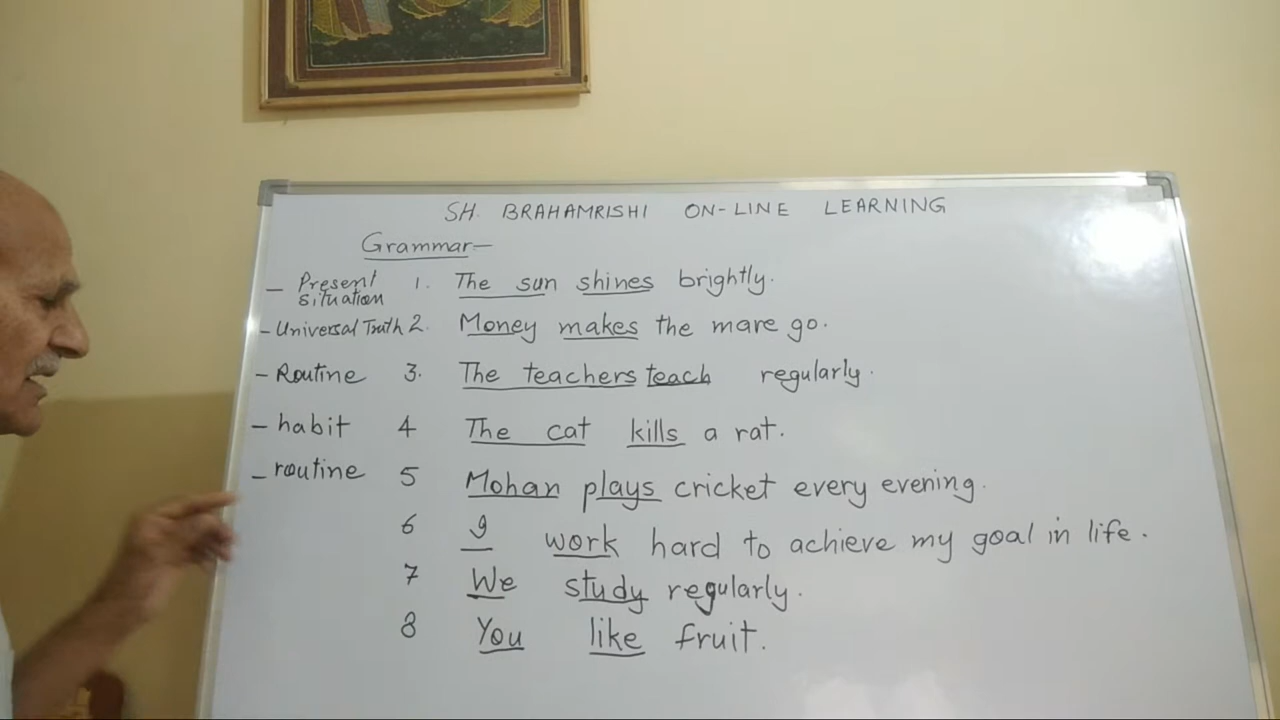 SH. BRAHAMRISHI ON-LINE LEARNING
Grammar—
- Present situation 1. The sun shines brightly.
- Universal Truth 2. Money makes the mare go.
- Routine 3. The teachers teach regularly.
- habit 4 The cat kills a rat.
- routine 5 Mohan plays cricket every evening.
6 I work hard to achieve my goal in life.
7 We study regularly.
8 You like fruit.